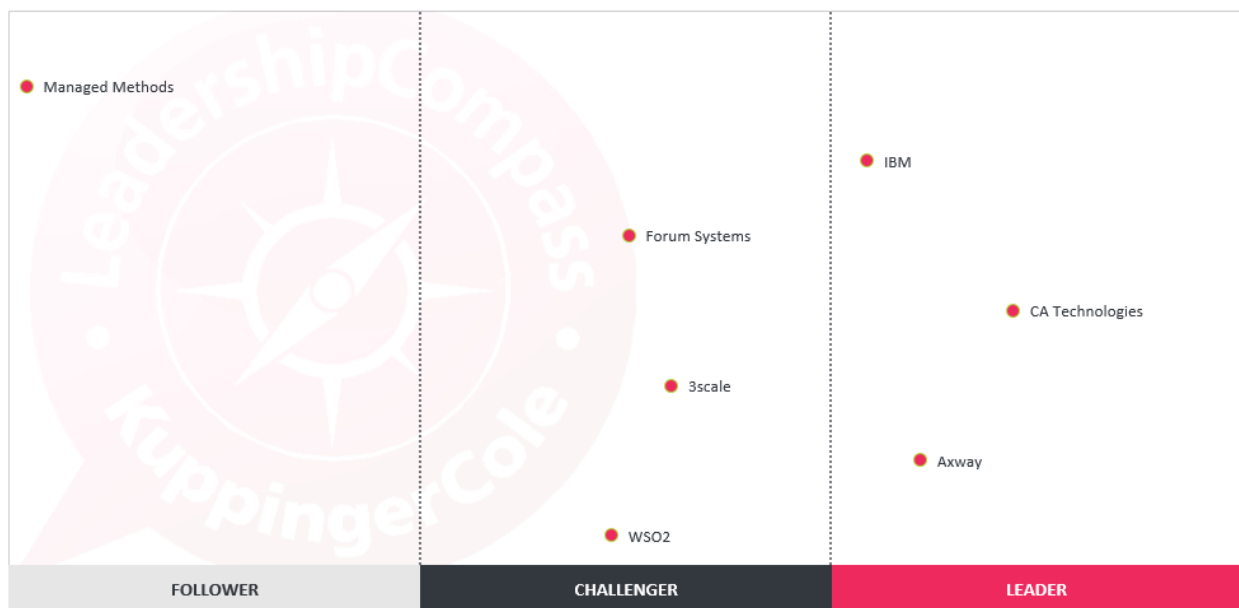 LeadershipCompass
KuppingerCole
Managed Methods
IBM
Forum Systems
CA Technologies
3scale
Axway
WSO2
FOLLOWER
CHALLENGER
LEADER